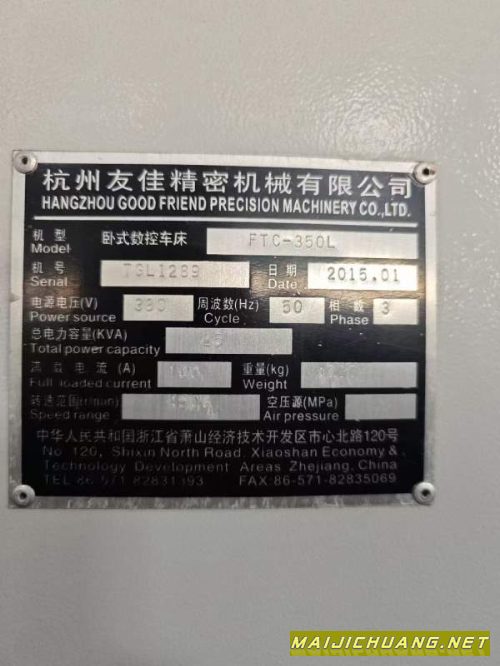 杭州友佳精密机械有限公司
HANGZHOU GOOD FRIEND PRECISION MACHINERY CO.,LTD.
机型 卧式数控车床 FTC-350L
Model
机号 TGL1289 日期 2015.01
Serial Date
电源电压(V) 380 周波数(Hz) 50 相数 3
Power source Cycle Phase
总电力容量(KVA)
Total power capacity
满载电流(A) 重量(kg)
Full loaded current Weight
转速范围(r/min) 空压源(MPa)
Speed range Air pressure
中华人民共和国浙江省萧山经济技术开发区市心北路120号
No 120, Shixin North Road, Xiaoshan Economy &
Technology Development Areas Zhejiang, China
TEL 86-571-82831393 FAX 86-571-82835069
MAIJICHUANG.NET